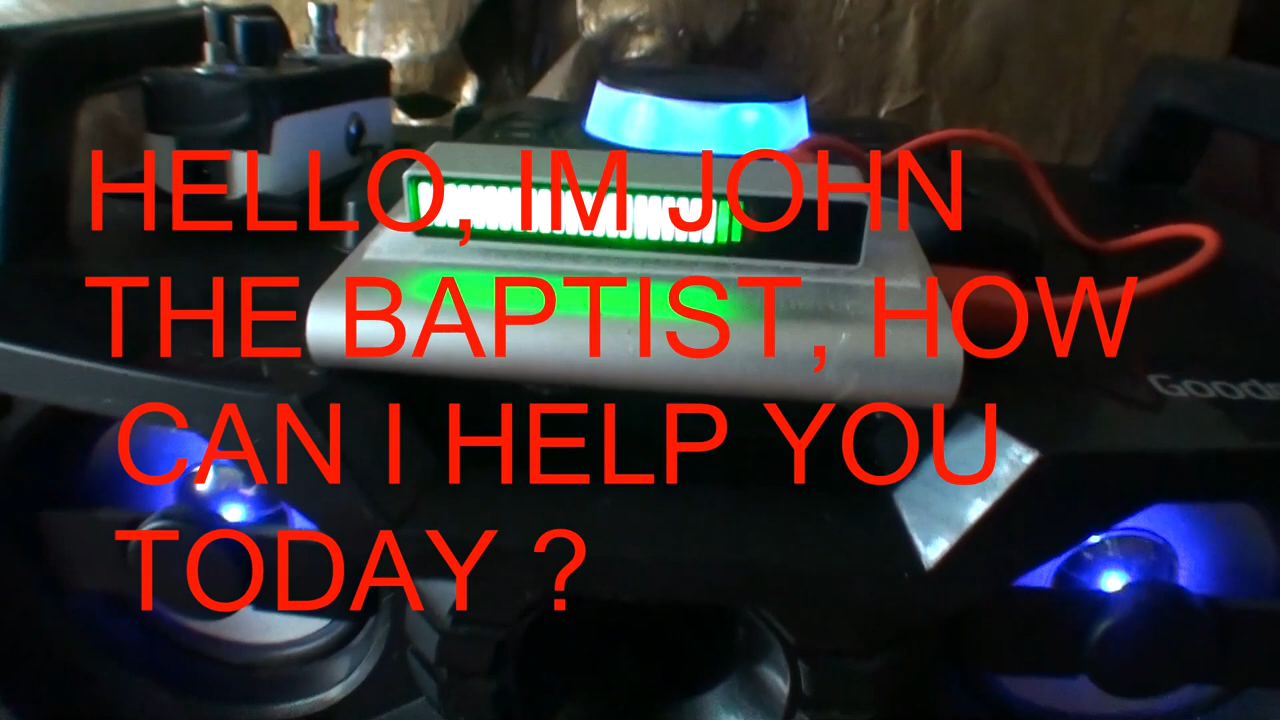 HELLO, IM JOHN
THE BAPTIST, HOW
CAN I HELP YOU
TODAY ?